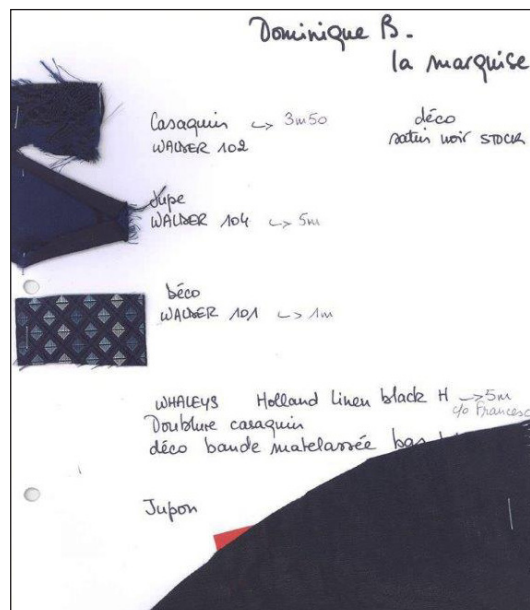 Dominique B.
la marquise
Casaquin ↳ 3m50
WALDER 102
déco
satin noir STOCK
Jupe
WALDER 104 ↳ 5m
Déco
WALDER 101 ↳ 1m
WHALEYS Holland linen black H → 5m
c/o Francesc
Doublure casaquin
déco bande matelassée bas
Jupon